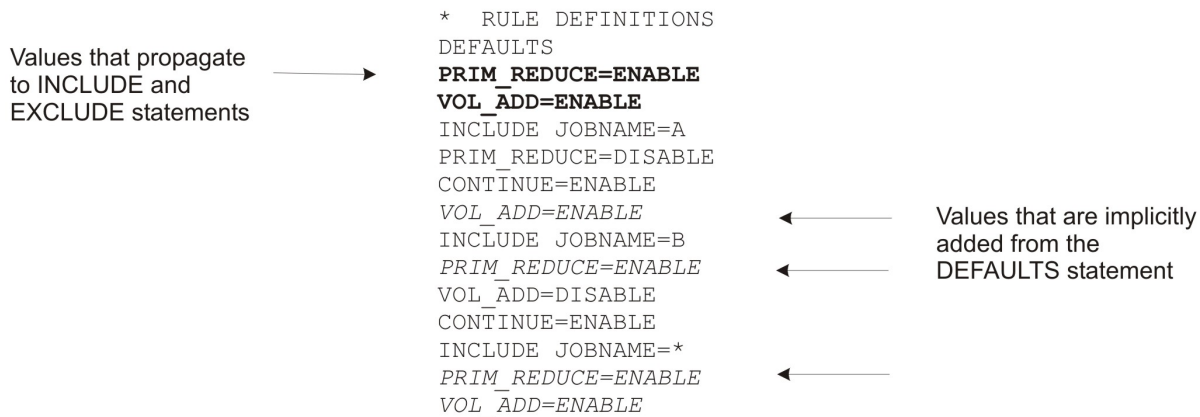 * RULE DEFINITIONS
DEFAULTS
Values that propagate
to INCLUDE and
EXCLUDE statements
PRIM_REDUCE=ENABLE
VOL_ADD=ENABLE
INCLUDE JOBNAME=A
PRIM_REDUCE=DISABLE
CONTINUE=ENABLE
VOL_ADD=ENABLE
INCLUDE JOBNAME=B
PRIM_REDUCE=ENABLE
VOL_ADD=DISABLE
CONTINUE=ENABLE
INCLUDE JOBNAME=*
PRIM_REDUCE=ENABLE
VOL_ADD=ENABLE
Values that are implicitly
added from the
DEFAULTS statement